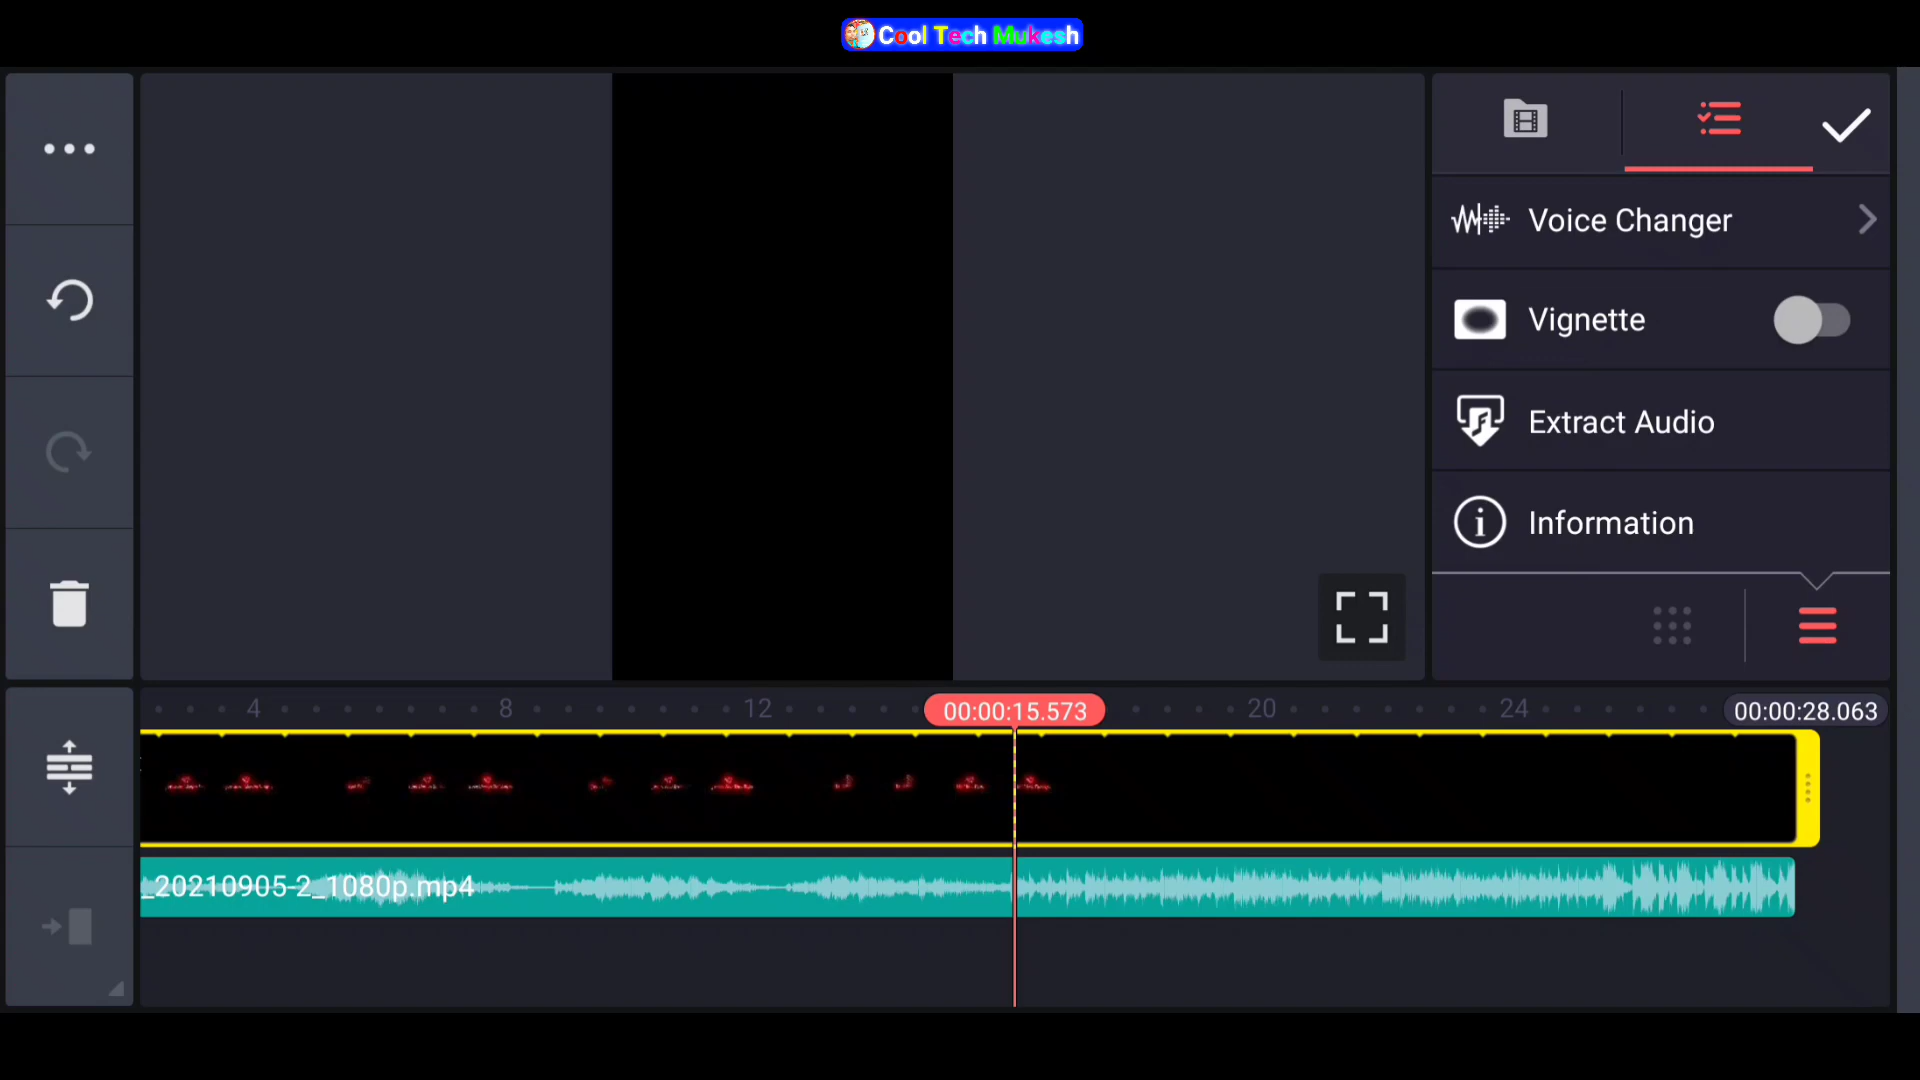 Cool Tech Mukesh
Voice Changer
Vignette
Extract Audio
Information
4
8
12
00:00:15.573
20
24
00:00:28.063
_20210905-2_1080p.mp4